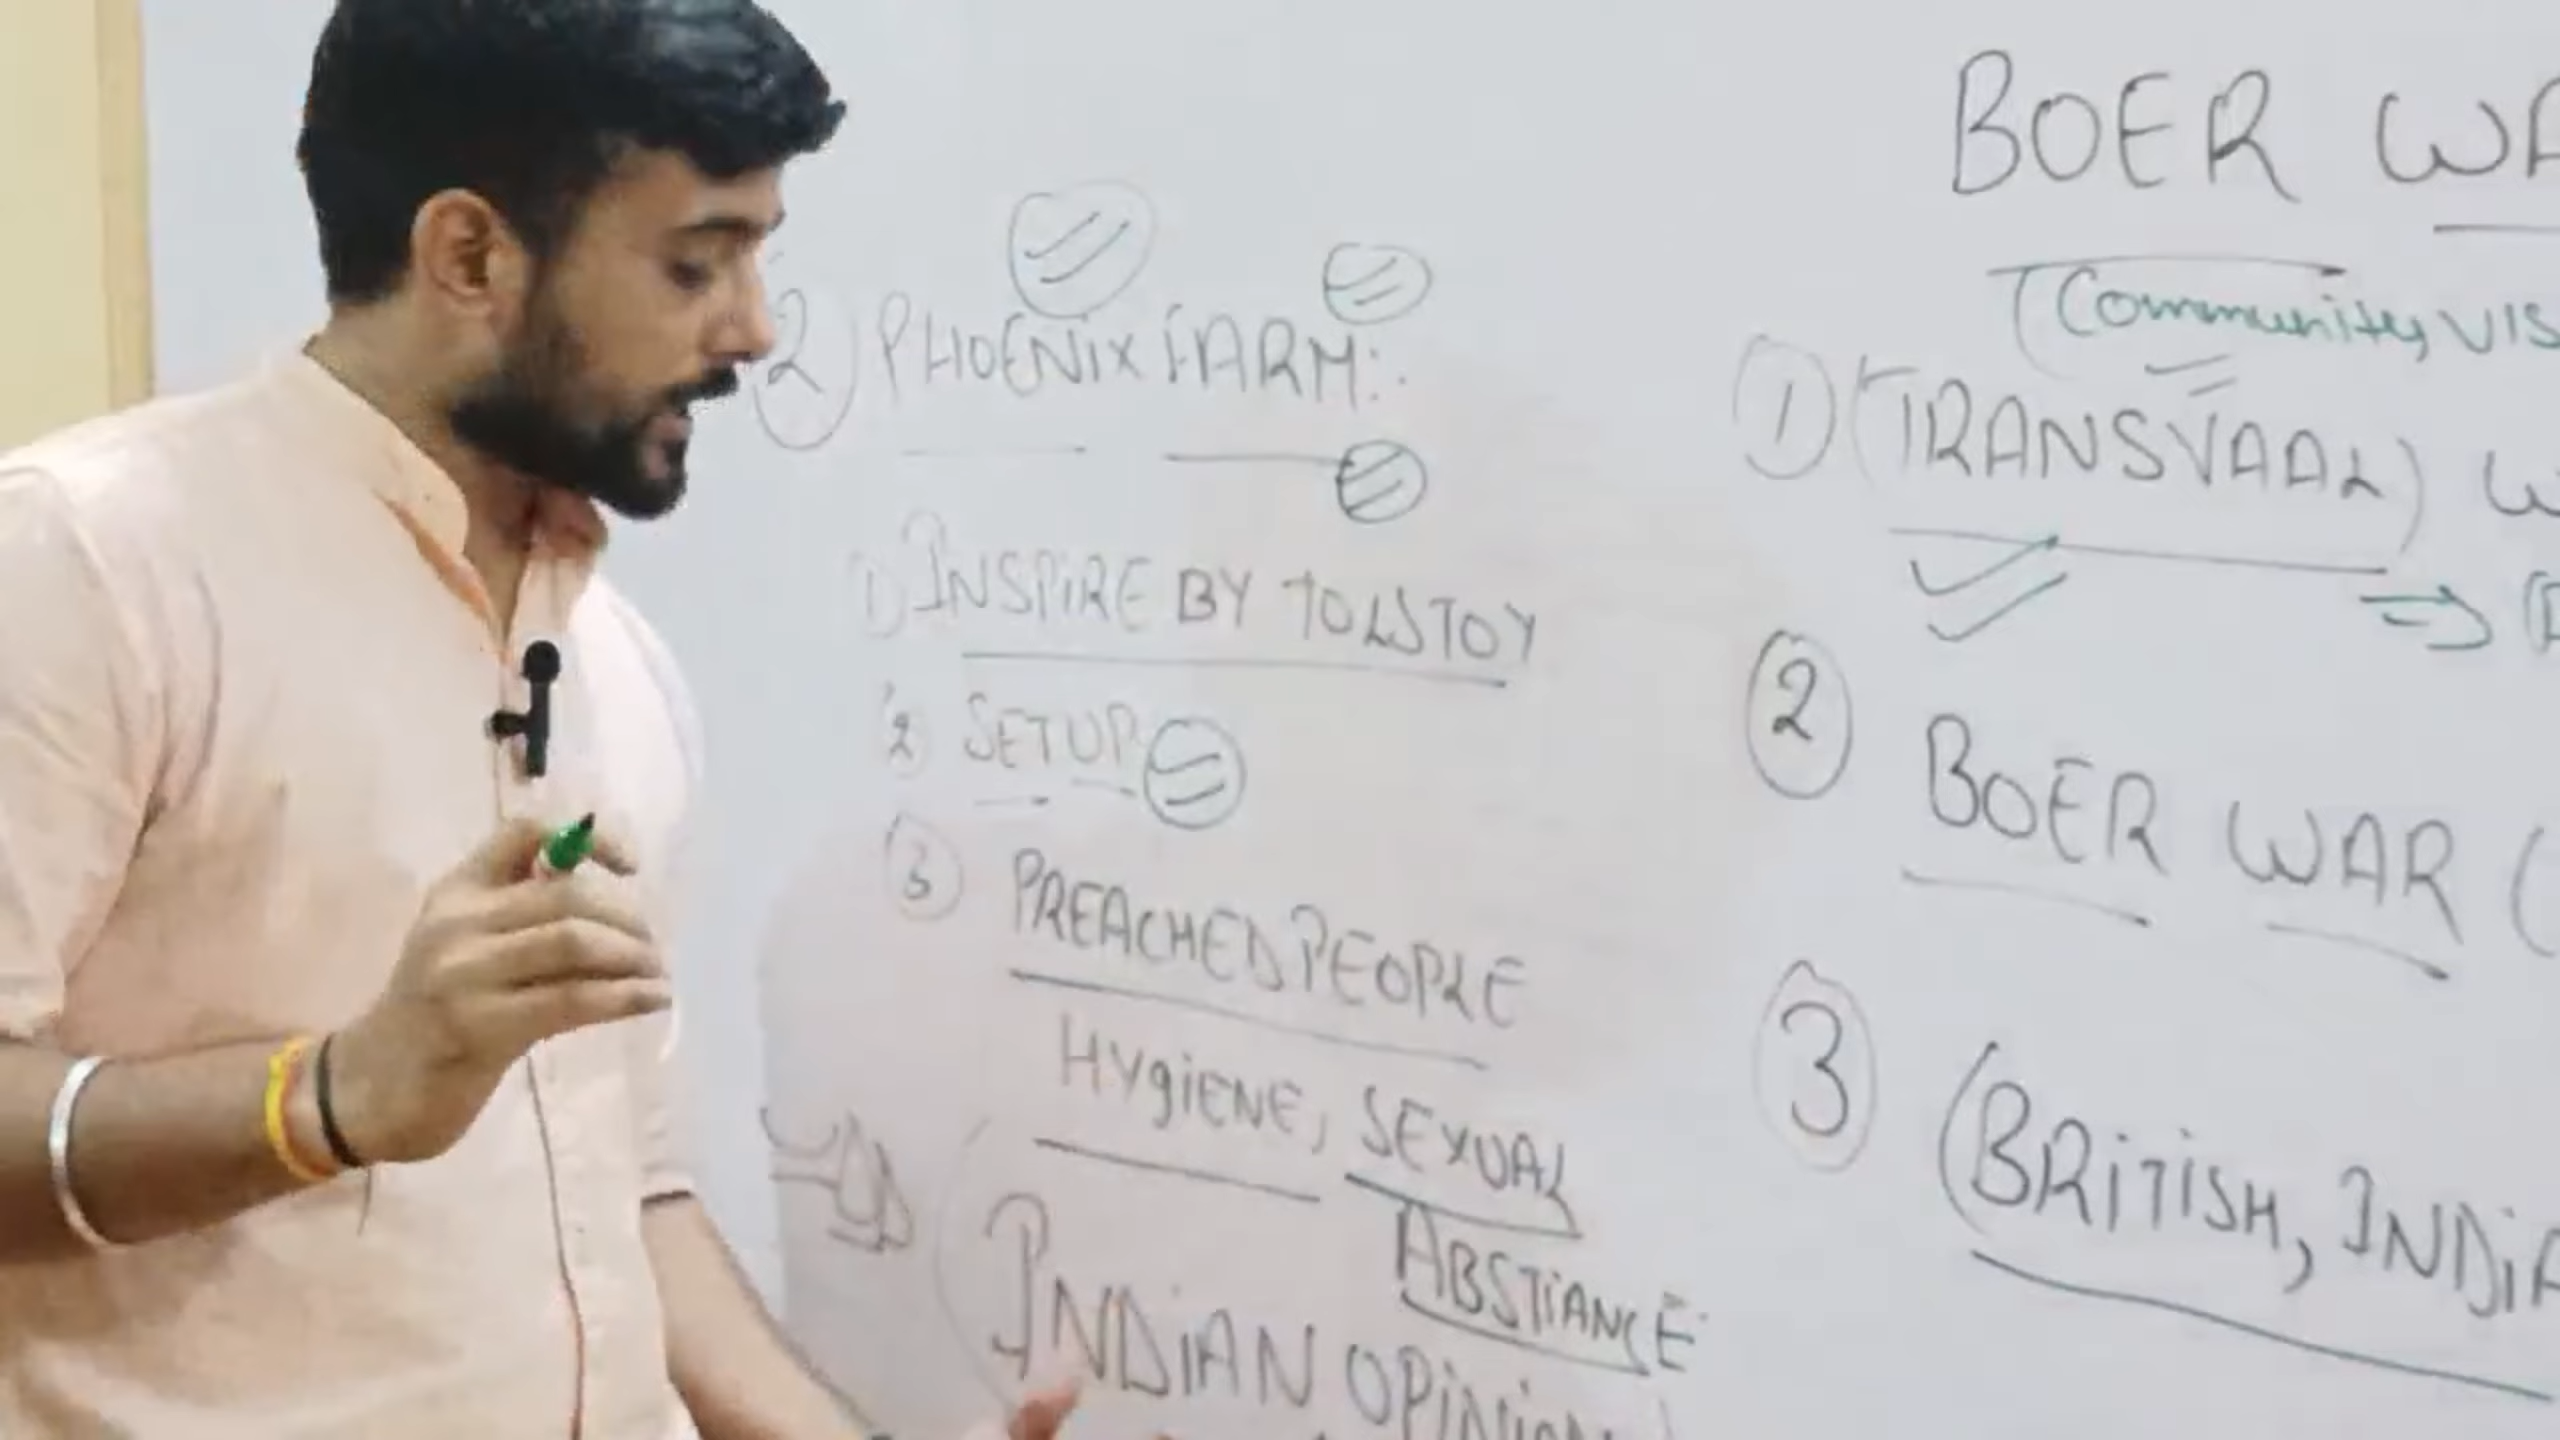 2 PHOENIX FARM:
1) INSPIRE BY TOLSTOY
2 SETUP
3 PREACHED PEOPLE
HYgiENE, SEXUAL
ABSTIANCE
INDIAN OPINION
BOER WA
(Community, VIS
1 (TRANSVAAL) W
2 BOER WAR (
3 (BRITISH, INDIA